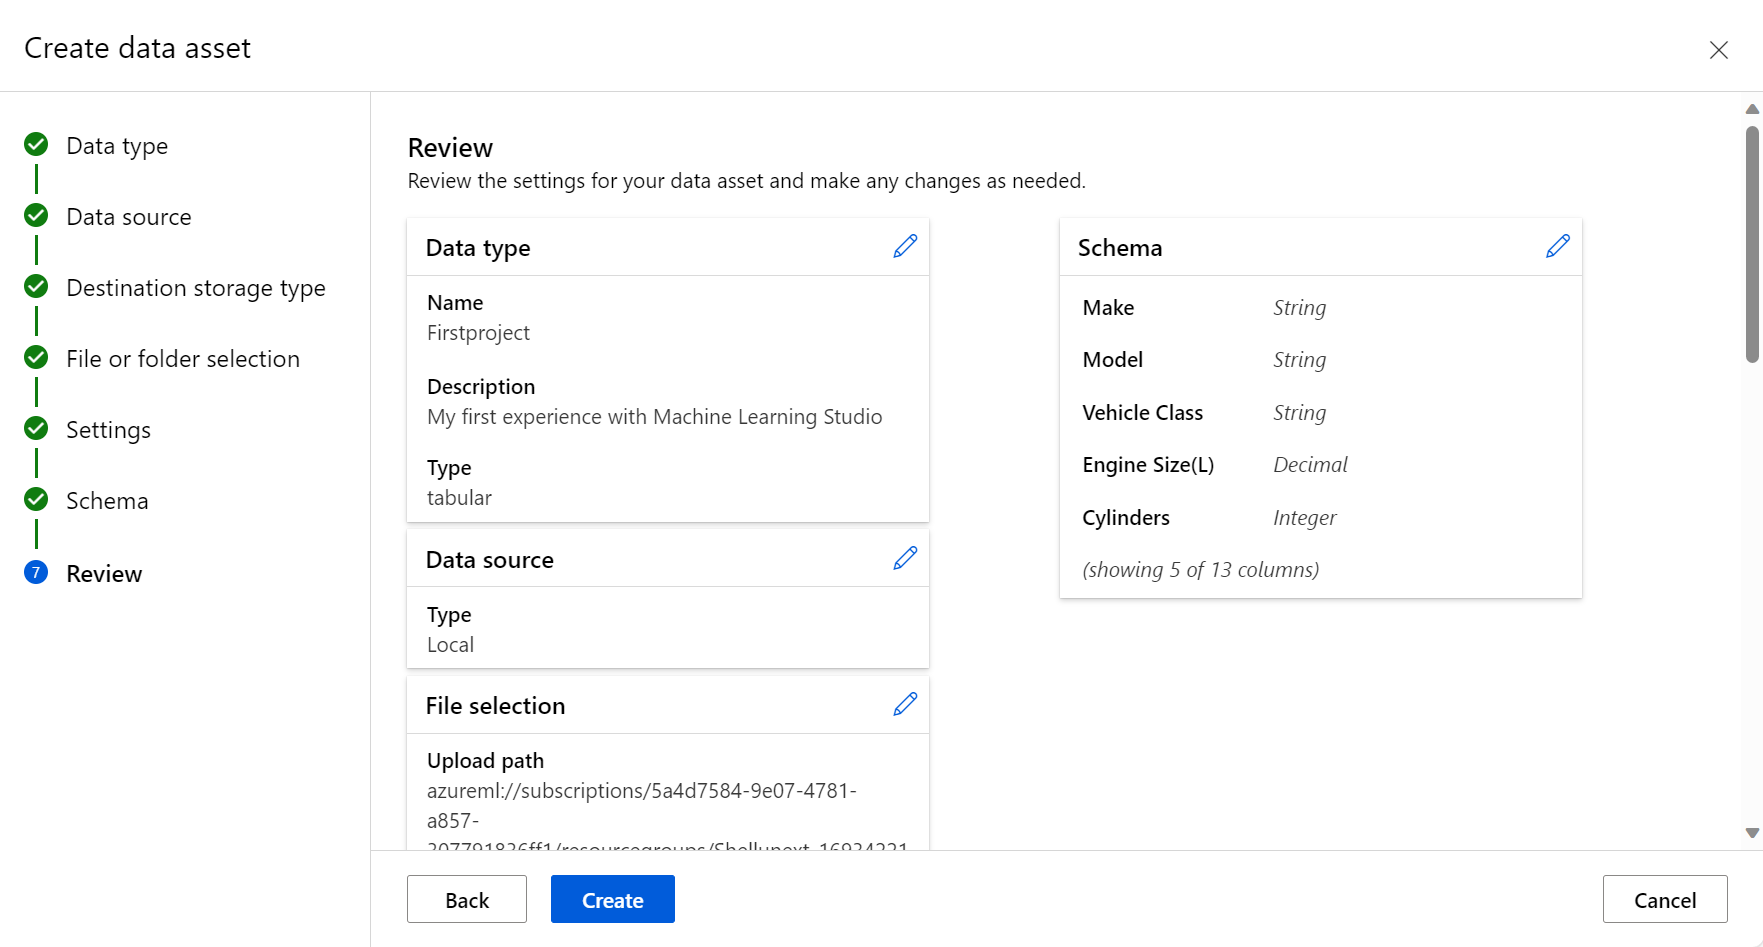 Create data asset
Data type
Data source
Destination storage type
File or folder selection
Settings
Schema
7 Review
Review
Review the settings for your data asset and make any changes as needed.
Data type
Name
Firstproject
Description
My first experience with Machine Learning Studio
Type
tabular
Data source
Type
Local
File selection
Upload path
azureml://subscriptions/5a4d7584-9e07-4781-
a857-
Schema
Make String
Model String
Vehicle Class String
Engine Size(L) Decimal
Cylinders Integer
(showing 5 of 13 columns)
Back
Create
Cancel